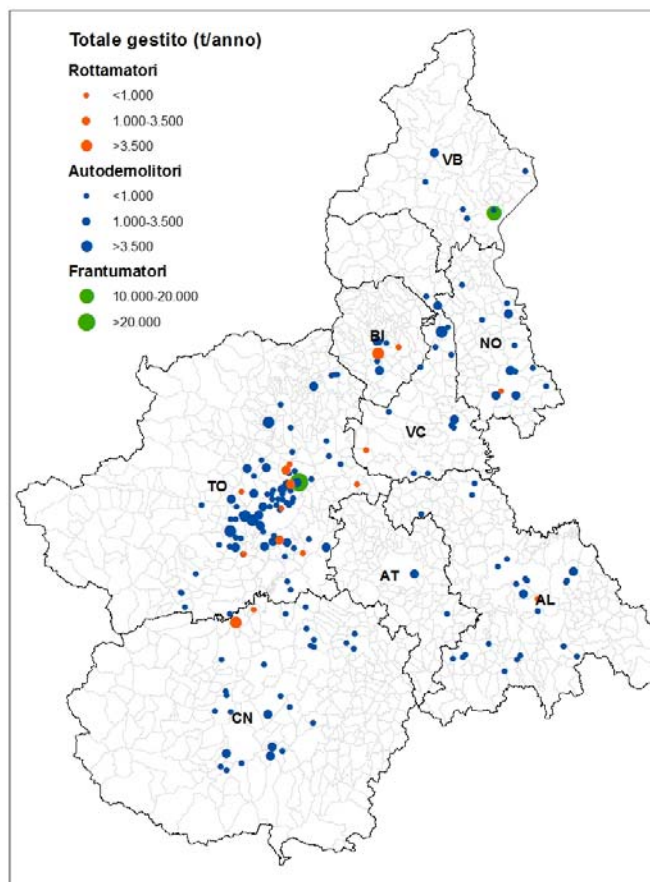 Totale gestito (t/anno)
Rottamatori
<1.000
1.000-3.500
>3.500
Autodemolitori
<1.000
1.000-3.500
>3.500
Frantumatori
10.000-20.000
>20.000
VB
BI
NO
VC
TO
AT
AL
CN